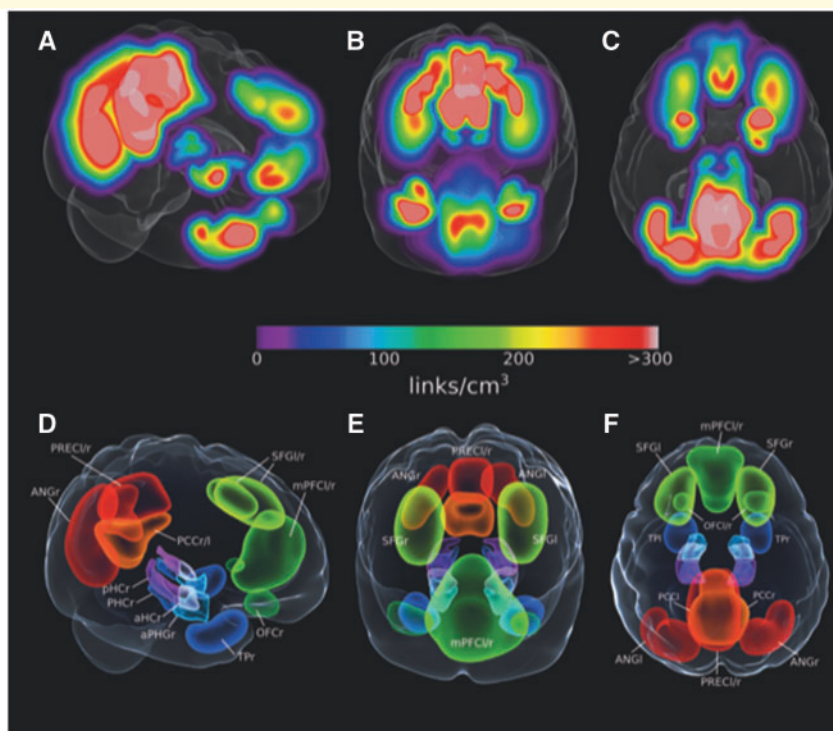 A B C
0 100 200 >300
links/cm³
D E F
PRECl/r
ANGr
SFGl/r
mPFCl/r
PCCr/l
pHCr
PHCr
aHCr
aPHGr
OFCr
TPr
PRECl/r
ANGr ANGl
SFGr SFGl
mPFCl/r
mPFCl/r
SFGl SFGr
OFCl/r
TPl TPr
PCCl PCCr
ANGl ANGr
PRECl/r